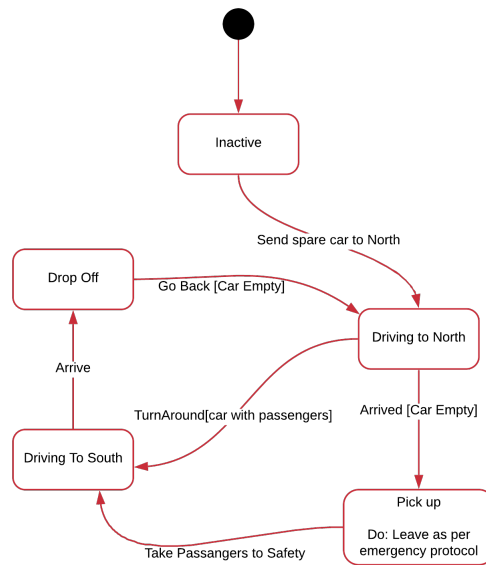 Inactive
Send spare car to North
Drop Off
Go Back [Car Empty]
Driving to North
Arrive
TurnAround[car with passengers]
Arrived [Car Empty]
Driving To South
Pick up
Do: Leave as per
emergency protocol
Take Passangers to Safety